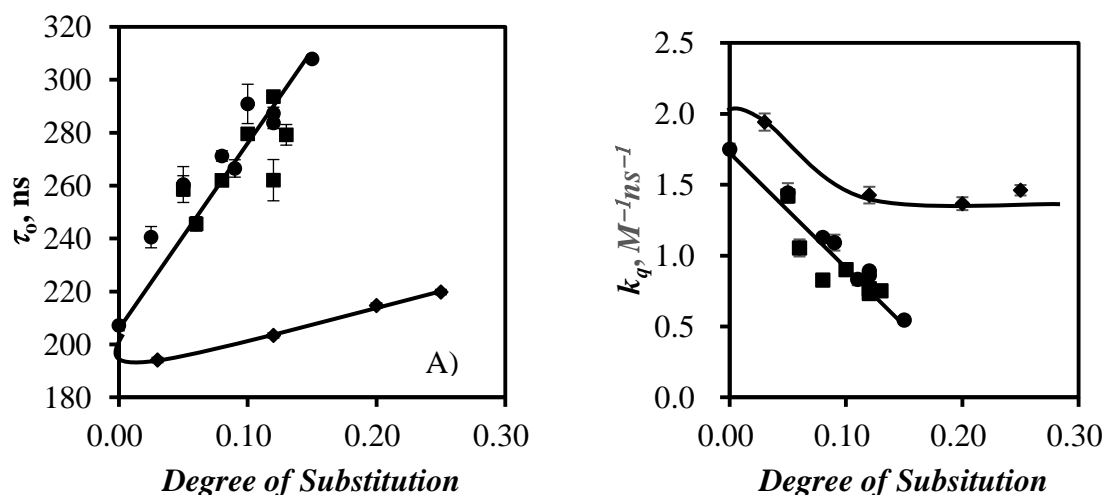 320
300
280
260
240
220
200
180
τo, ns
A)
0.00 0.10 0.20 0.30
Degree of Substitution
2.5
2.0
1.5
1.0
0.5
0.0
kq, M−1ns−1
0.00 0.10 0.20 0.30
Degree of Subsitution